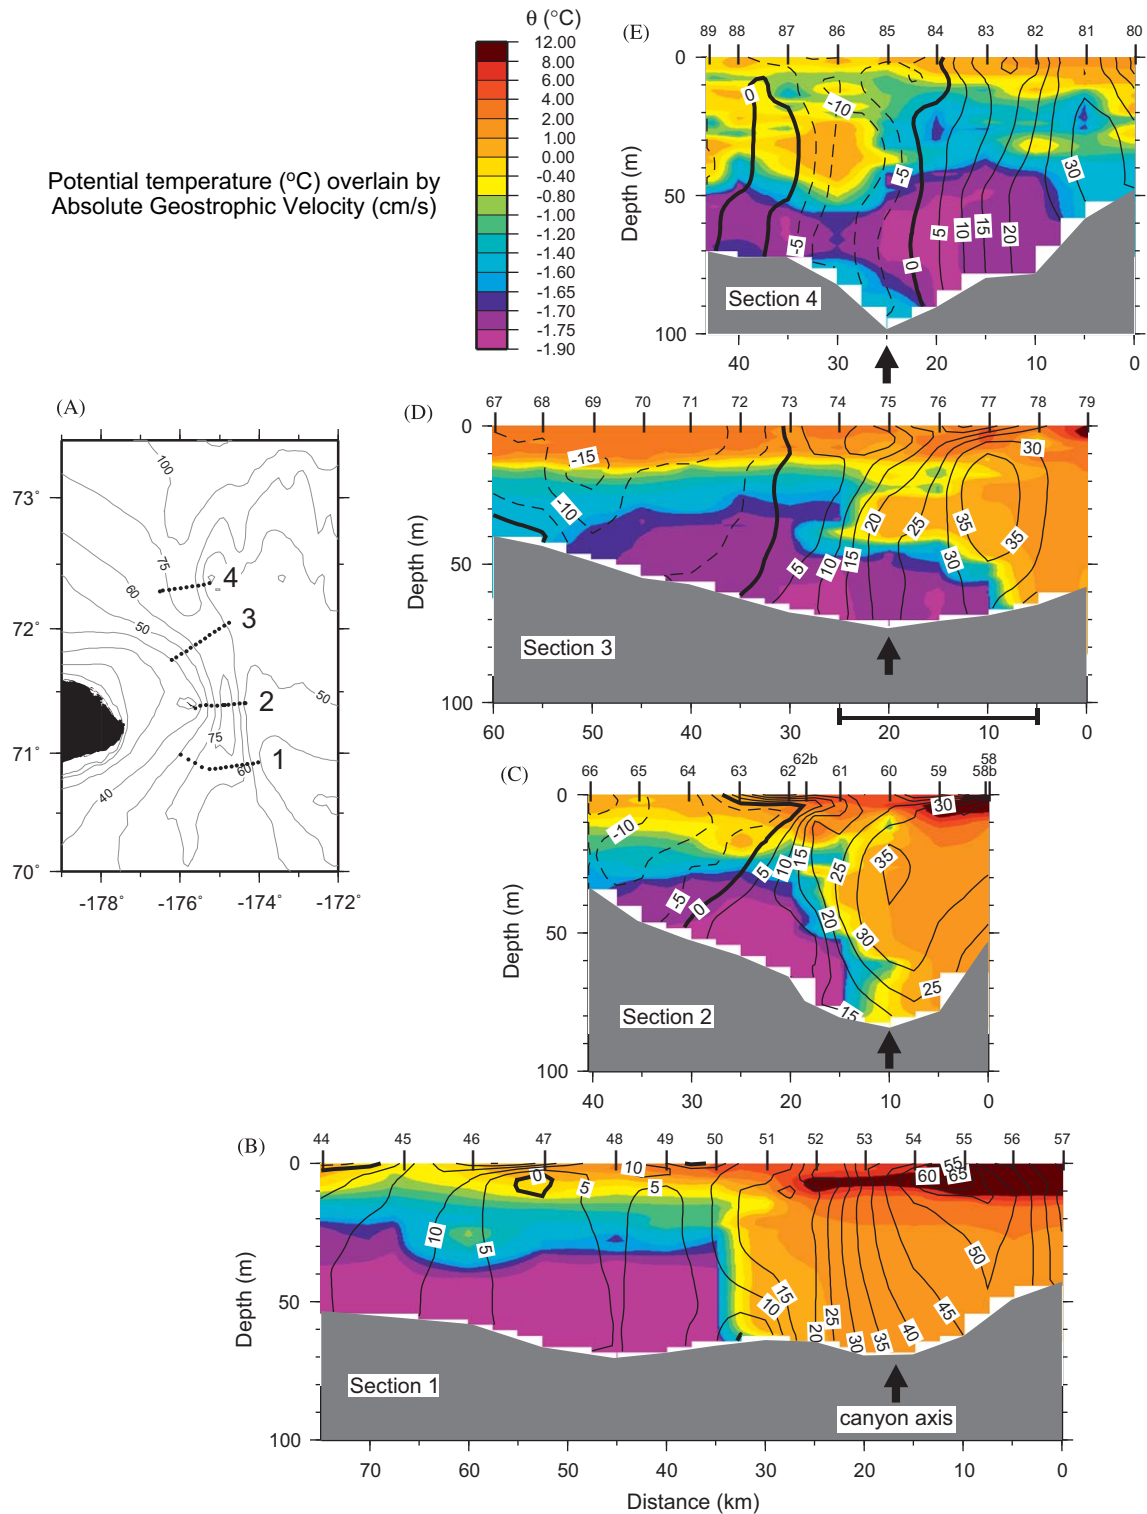 θ (°C)
12.00
8.00
6.00
4.00
2.00
1.00
0.00
-0.40
-0.80
-1.00
-1.20
-1.40
-1.60
-1.65
-1.70
-1.75
-1.90
Potential temperature (°C) overlain by
Absolute Geostrophic Velocity (cm/s)
(E)
89 88 87 86 85 84 83 82 81 80
0
50
100
Depth (m)
0 -10 -5 -5 0 5 10 15 20 30
Section 4
40 30 20 10 0
(A)
73°
72°
71°
70°
-178° -176° -174° -172°
100
75
60
50
50
75
60
40
4
3
2
1
(D)
67 68 69 70 71 72 73 74 75 76 77 78 79
0
50
100
Depth (m)
-15 -10 5 10 15 20 25 30 35 35 30
Section 3
60 50 40 30 20 10 0
(C)
66 65 64 63 62 62b 61 60 59 58 58b
0
50
100
Depth (m)
-10 -5 0 5 10 15 20 25 30 35 30 25 15
Section 2
40 30 20 10 0
(B)
44 45 46 47 48 49 50 51 52 53 54 55 56 57
0
50
100
Depth (m)
10 5 0 5 10 5 15 10 20 25 30 35 40 45 50 55 60 65
Section 1
canyon axis
70 60 50 40 30 20 10 0
Distance (km)